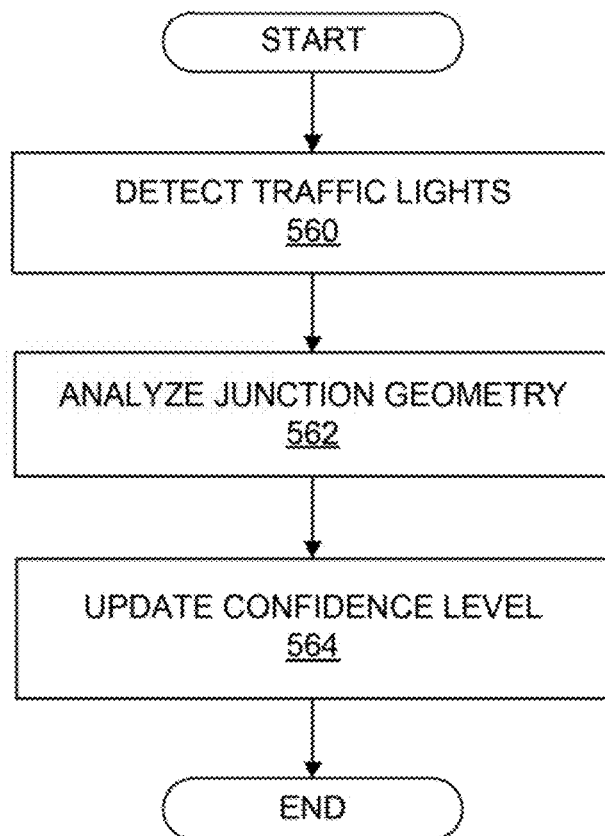 START
DETECT TRAFFIC LIGHTS
560
ANALYZE JUNCTION GEOMETRY
562
UPDATE CONFIDENCE LEVEL
564
END